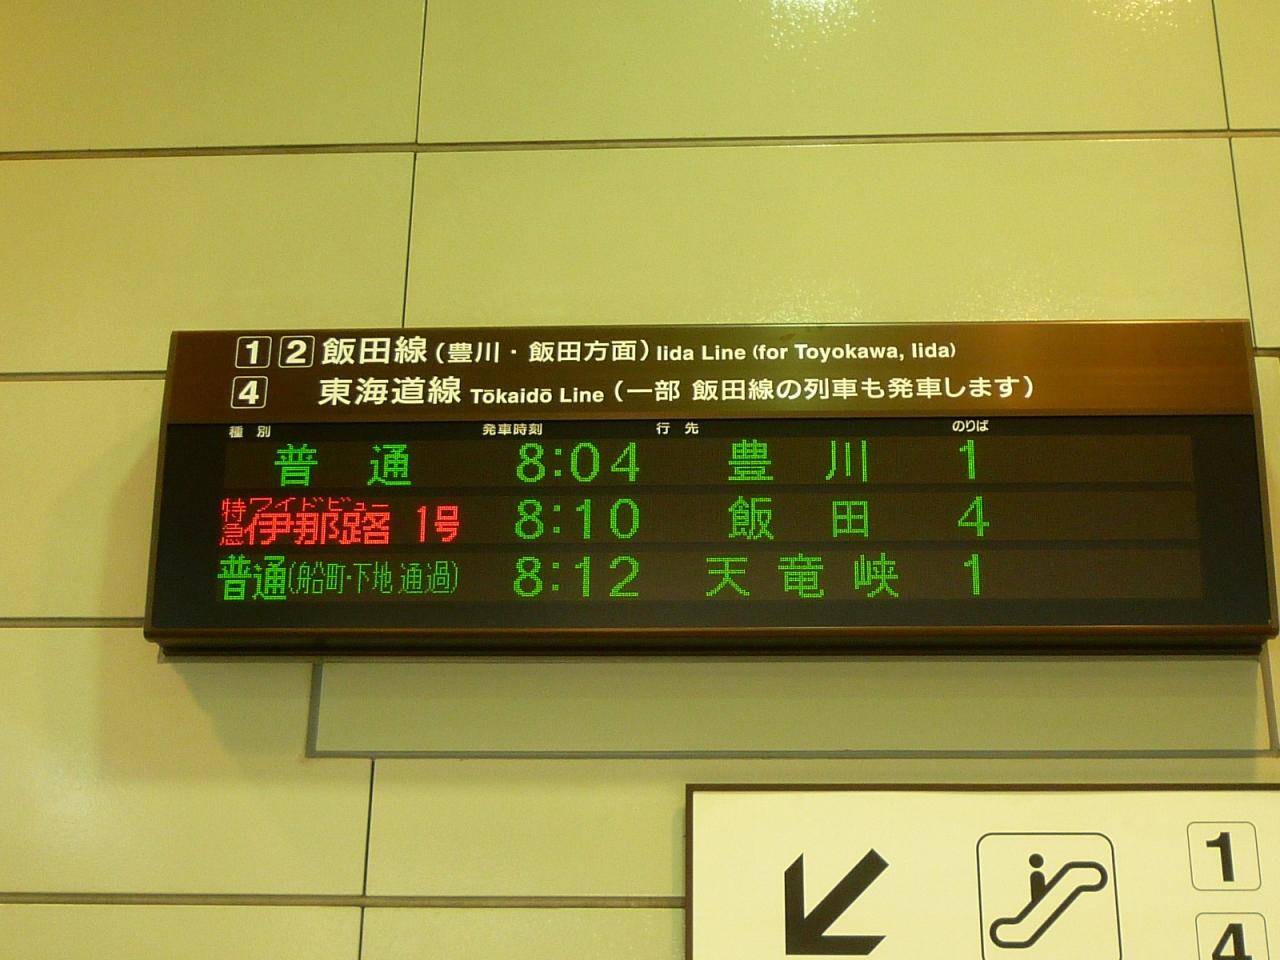 1 2 飯田線(豊川・飯田方面) Iida Line (for Toyokawa, Iida)
4 東海道線 Tōkaidō Line (一部 飯田線の列車も発車します)
種別 発車時刻 行先 のりば
普通 8:04 豊川 1
特急 ワイドビュー 伊那路 1号 8:10 飯田 4
普通(船町・下地 通過) 8:12 天竜峡 1
1
4